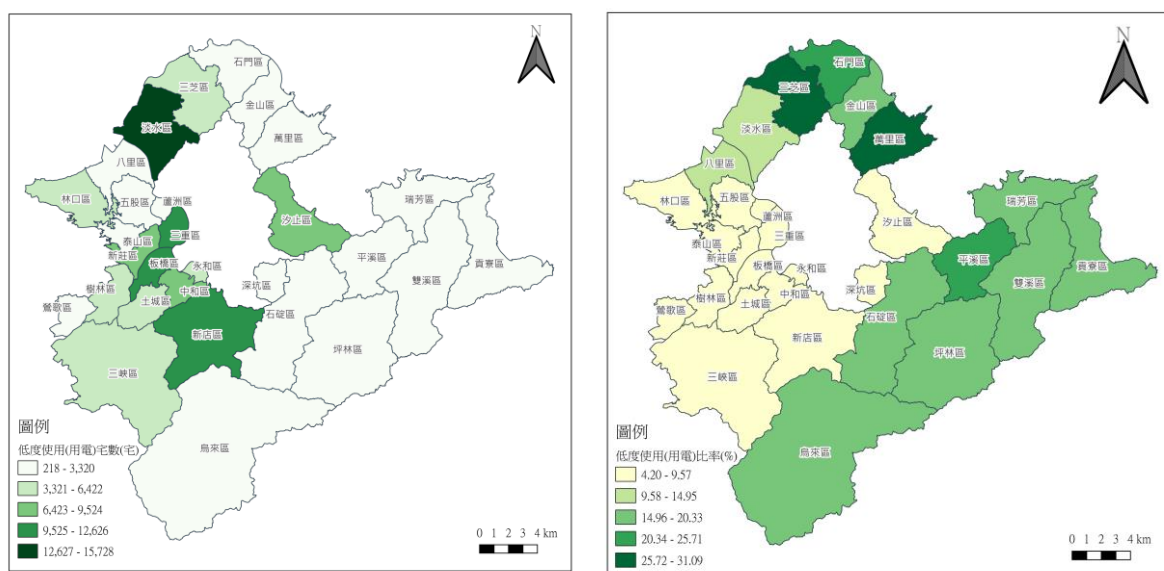 N
石門區
三芝區
金山區
淡水區
萬里區
八里區
林口區
五股區
蘆洲區
瑞芳區
汐止區
泰山區
三重區
新莊區
板橋區
永和區
平溪區
貢寮區
雙溪區
樹林區
中和區
深坑區
土城區
鶯歌區
石碇區
新店區
坪林區
三峽區
烏來區
圖例
低度使用(用電)宅數(宅)
218 - 3,320
3,321 - 6,422
6,423 - 9,524
9,525 - 12,626
12,627 - 15,728
0 1 2 3 4 km
N
石門區
三芝區
金山區
淡水區
萬里區
八里區
林口區
五股區
蘆洲區
瑞芳區
汐止區
三重區
泰山區
新莊區
板橋區
永和區
平溪區
貢寮區
雙溪區
樹林區
中和區
深坑區
土城區
鶯歌區
石碇區
新店區
坪林區
三峽區
烏來區
圖例
低度使用(用電)比率(%)
4.20 - 9.57
9.58 - 14.95
14.96 - 20.33
20.34 - 25.71
25.72 - 31.09
0 1 2 3 4 km